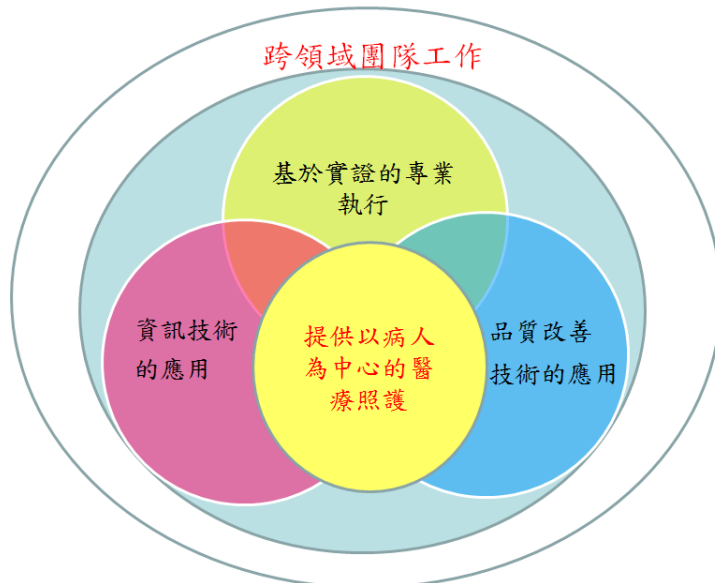 跨領域團隊工作
基於實證的專業
執行
資訊技術
的應用
提供以病人
為中心的醫
療照護
品質改善
技術的應用